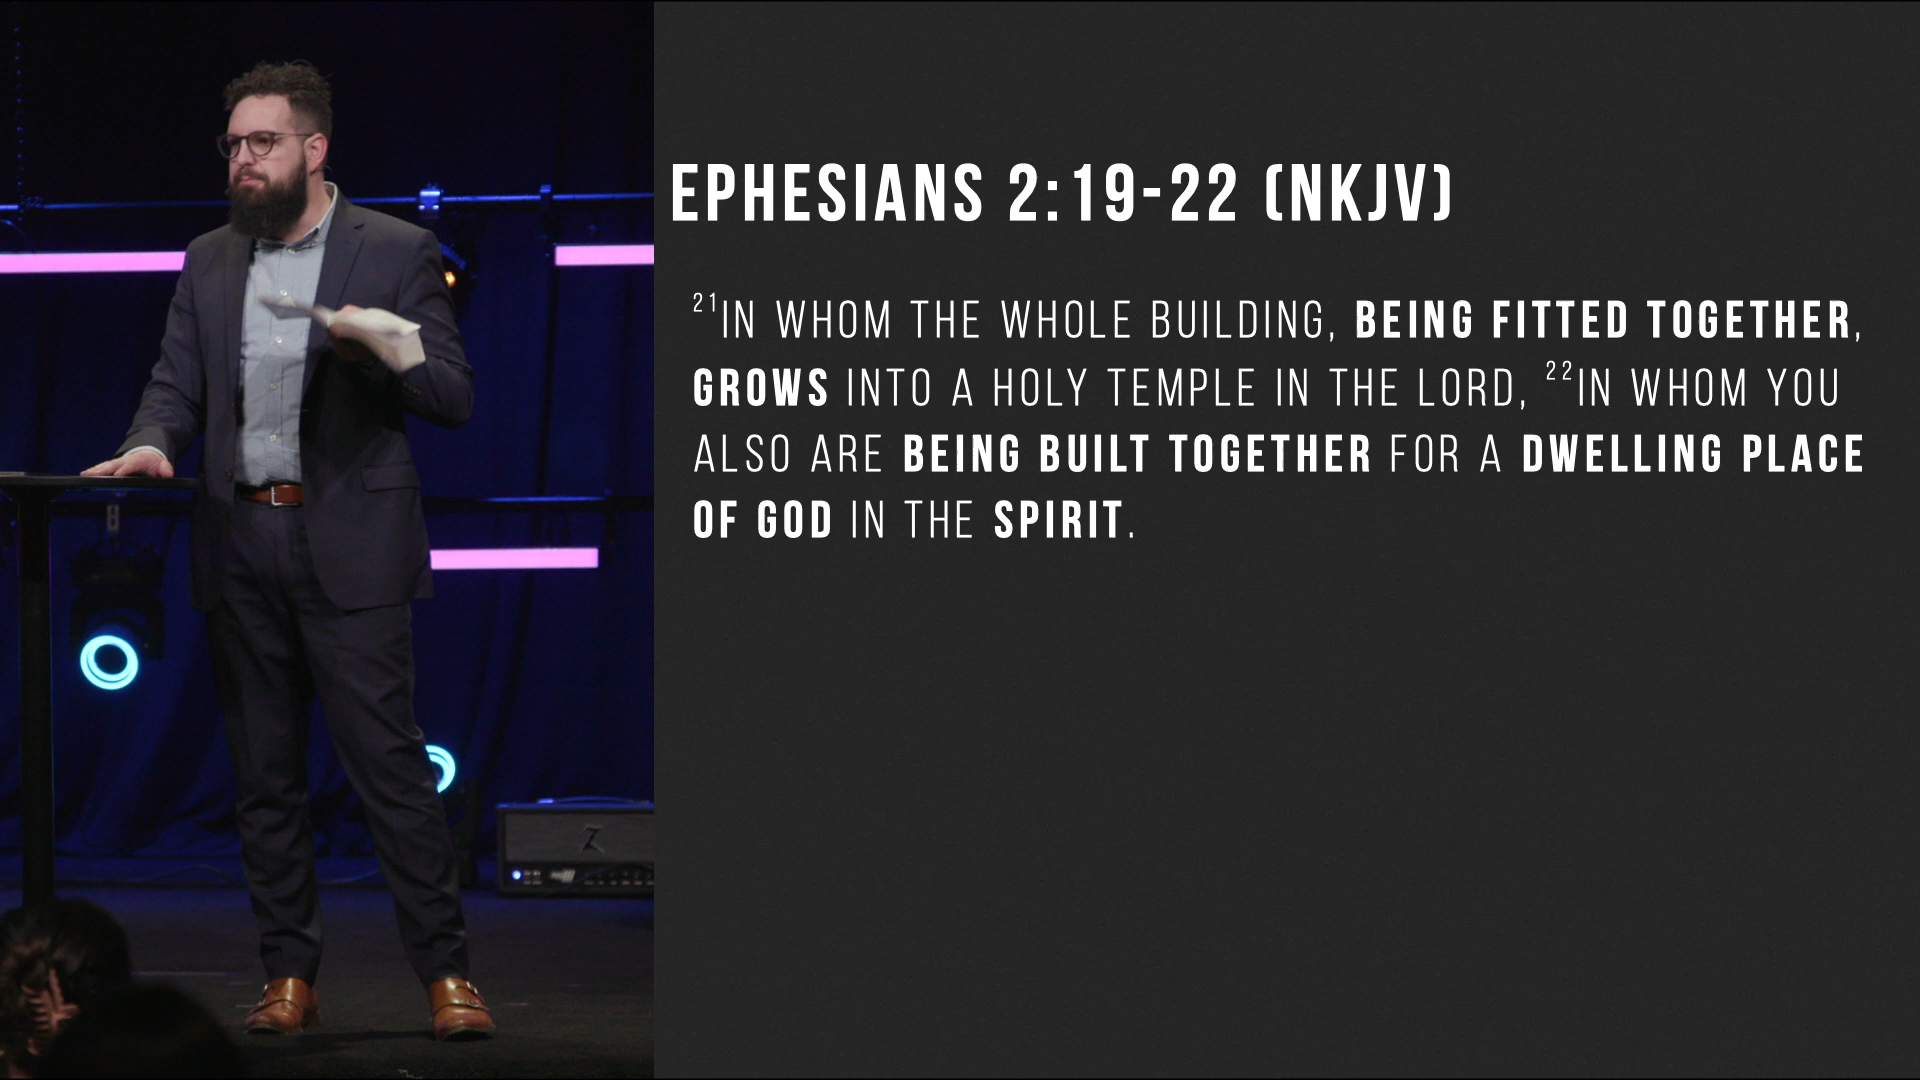 EPHESIANS 2:19-22 (NKJV)
21IN WHOM THE WHOLE BUILDING, BEING FITTED TOGETHER,
GROWS INTO A HOLY TEMPLE IN THE LORD, 22IN WHOM YOU
ALSO ARE BEING BUILT TOGETHER FOR A DWELLING PLACE
OF GOD IN THE SPIRIT.
Z